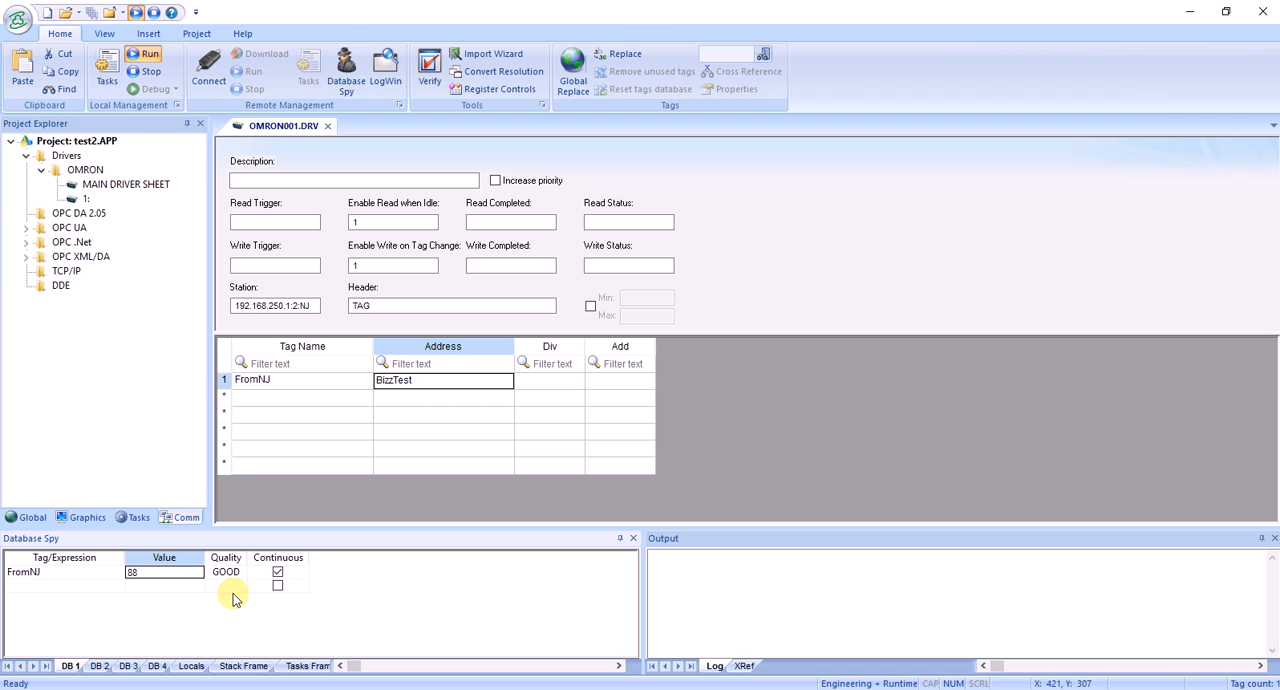 Home View Insert Project Help
Paste Cut Copy Find Clipboard
Tasks Run Stop Debug Local Management
Connect Download Run Stop Tasks Database Spy LogWin Remote Management
Verify Import Wizard Convert Resolution Register Controls Tools
Global Replace Replace Remove unused tags Reset tags database Cross Reference Properties Tags
Project Explorer
OMRON001.DRV
Project: test2.APP
Drivers
OMRON
MAIN DRIVER SHEET
1:
OPC DA 2.05
OPC UA
OPC .Net
OPC XML/DA
TCP/IP
DDE
Global Graphics Tasks Comm
Description:
Increase priority
Read Trigger: Enable Read when Idle: Read Completed: Read Status:
1
Write Trigger: Enable Write on Tag Change: Write Completed: Write Status:
1
Station: Header:
192.168.250.1:2:NJ TAG
Min:
Max:
Tag Name Address Div Add
Filter text Filter text Filter text Filter text
1 FromNJ BizzTest
*
*
*
*
*
Database Spy
Tag/Expression Value Quality Continuous
FromNJ 88 GOOD
DB 1 DB 2 DB 3 DB 4 Locals Stack Frame Tasks Fram
Output
Log XRef
Ready Engineering + Runtime CAP NUM SCRL X: 421, Y: 307 Tag count: 1